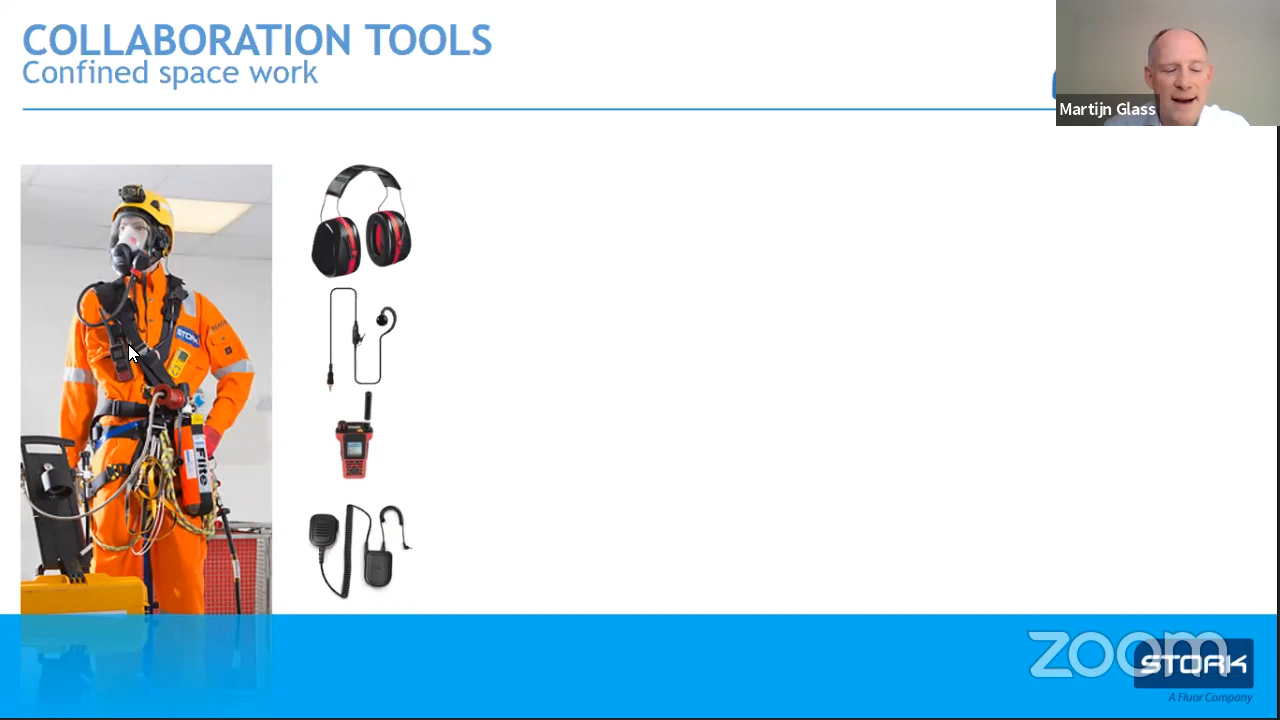 COLLABORATION TOOLS
Confined space work
Martijn Glass
STORK
Flite
zoom
STORK
A Fluor Company